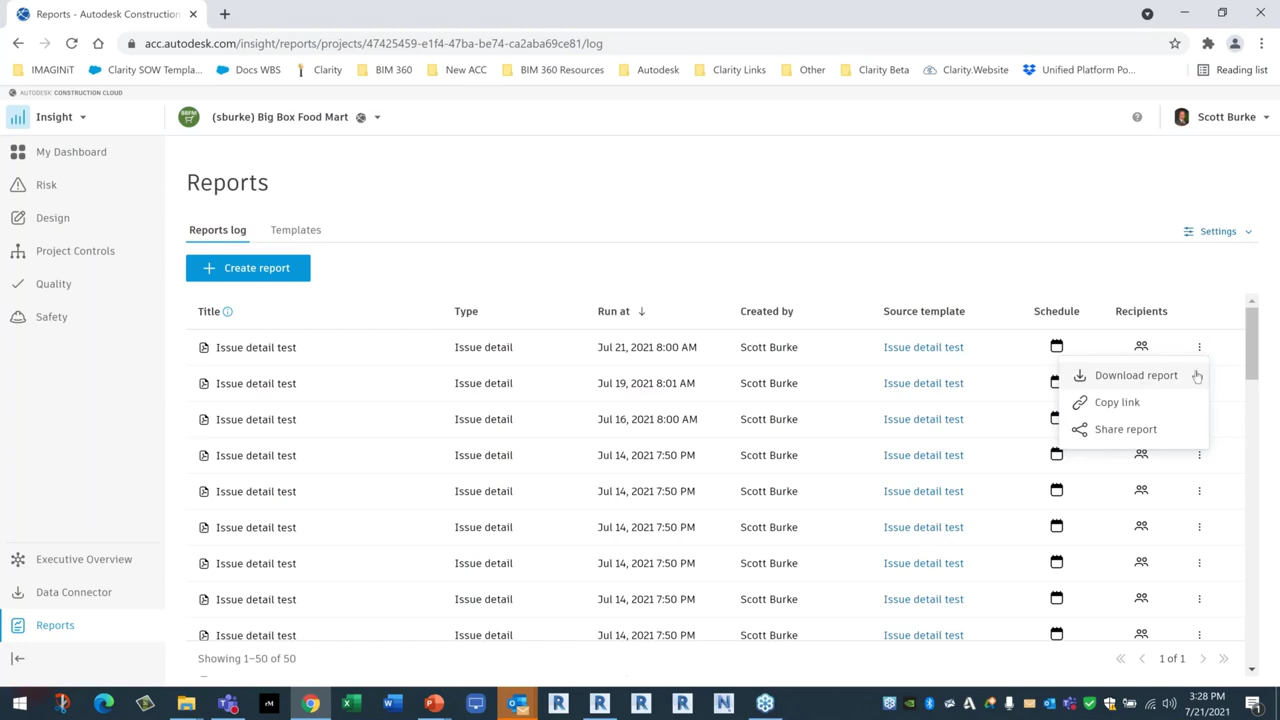 Reports - Autodesk Construction
acc.autodesk.com/insight/reports/projects/47425459-e1f4-47ba-be74-ca2aba69ce81/log
IMAGINiT Clarity SOW Templa... Docs WBS Clarity BIM 360 New ACC BIM 360 Resources Autodesk Clarity Links Other Clarity Beta Clarity.Website Unified Platform Po... Reading list
AUTODESK CONSTRUCTION CLOUD
Insight
BBFM
(sburke) Big Box Food Mart
Scott Burke
My Dashboard
Risk
Design
Project Controls
Quality
Safety
Executive Overview
Data Connector
Reports
Reports
Reports log Templates
Settings
Create report
Title Type Run at Created by Source template Schedule Recipients
Issue detail test Issue detail Jul 21, 2021 8:00 AM Scott Burke Issue detail test
Issue detail test Issue detail Jul 19, 2021 8:01 AM Scott Burke Issue detail test
Issue detail test Issue detail Jul 16, 2021 8:00 AM Scott Burke Issue detail test
Issue detail test Issue detail Jul 14, 2021 7:50 PM Scott Burke Issue detail test
Issue detail test Issue detail Jul 14, 2021 7:50 PM Scott Burke Issue detail test
Issue detail test Issue detail Jul 14, 2021 7:50 PM Scott Burke Issue detail test
Issue detail test Issue detail Jul 14, 2021 7:50 PM Scott Burke Issue detail test
Issue detail test Issue detail Jul 14, 2021 7:50 PM Scott Burke Issue detail test
Issue detail test Issue detail Jul 14, 2021 7:50 PM Scott Burke Issue detail test
Download report
Copy link
Share report
Showing 1–50 of 50
1 of 1
3:28 PM
7/21/2021